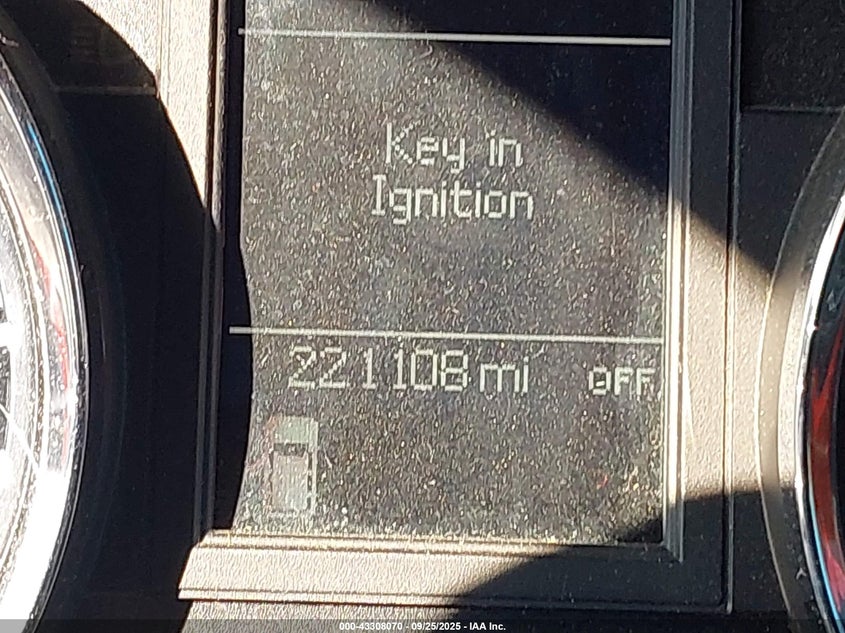 Key in
Ignition
221108 mi OFF
000-43308070 - 09/25/2025 - IAA Inc.